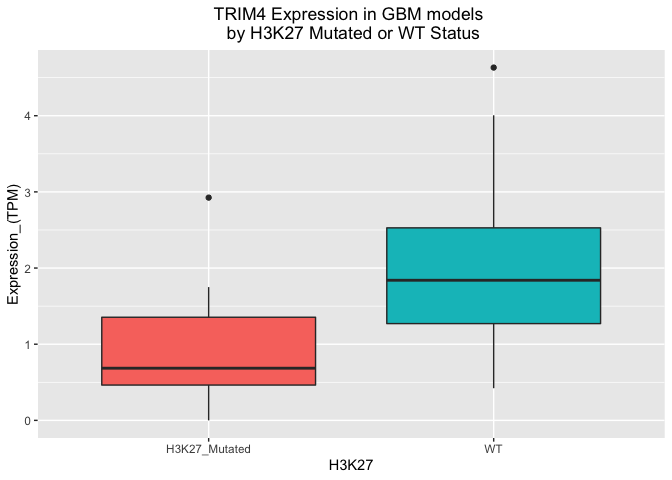 TRIM4 Expression in GBM models
by H3K27 Mutated or WT Status
Expression_(TPM)
4
3
2
1
0
H3K27_Mutated
WT
H3K27